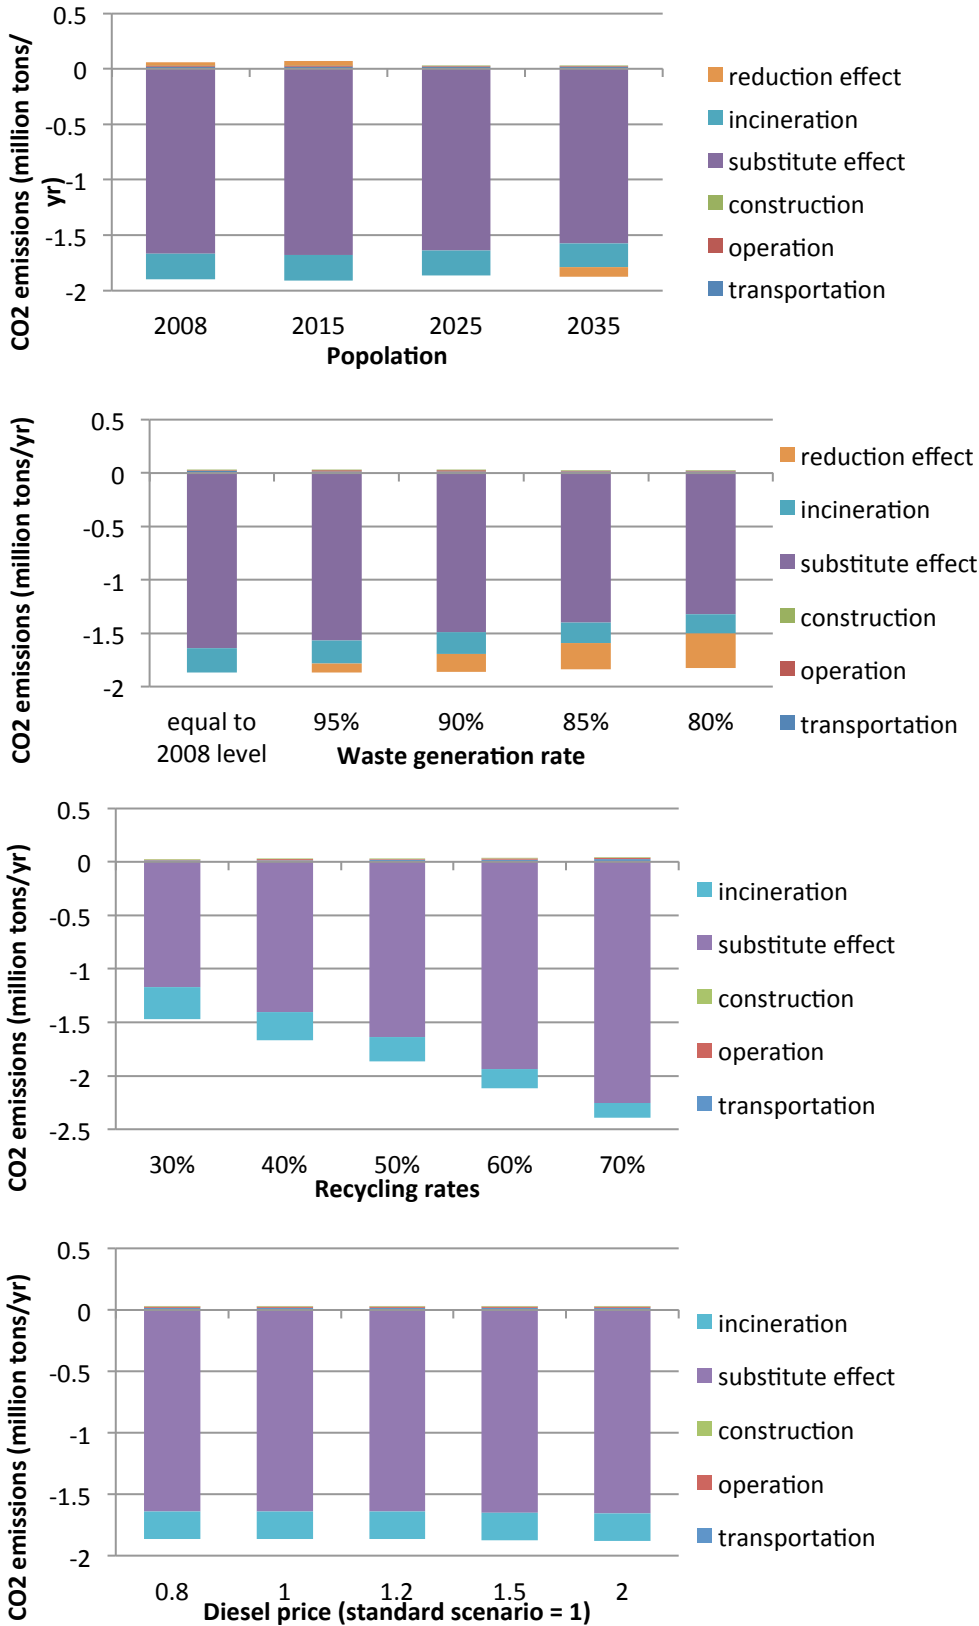 CO2 emissions (million tons/
yr)
0.5
0
-0.5
-1
-1.5
-2
2008 2015 2025 2035
Popolation
reduction effect
incineration
substitute effect
construction
operation
transportation
CO2 emissions (million tons/yr)
0.5
0
-0.5
-1
-1.5
-2
equal to 95% 90% 85% 80%
2008 level
Waste generation rate
reduction effect
incineration
substitute effect
construction
operation
transportation
CO2 emissions (million tons/yr)
0.5
0
-0.5
-1
-1.5
-2
-2.5
30% 40% 50% 60% 70%
Recycling rates
incineration
substitute effect
construction
operation
transportation
CO2 emissions (million tons/yr)
0.5
0
-0.5
-1
-1.5
-2
0.8 1 1.2 1.5 2
Diesel price (standard scenario = 1)
incineration
substitute effect
construction
operation
transportation